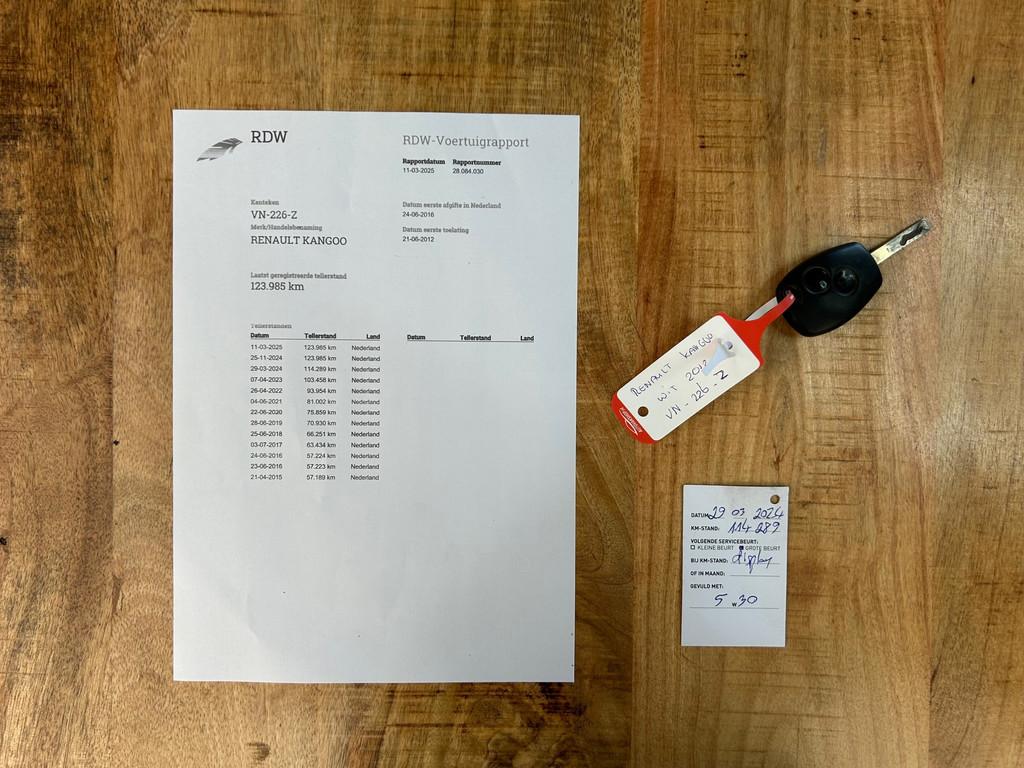 RDW
RDW-Voertuigrapport
Rapportdatum Rapportnummer
11-03-2025 28.084.030
Kenteken
VN-226-Z
Merk/Handelsbenaming
RENAULT KANGOO
Datum eerste afgifte in Nederland
24-06-2016
Datum eerste toelating
21-06-2012
Laatst geregistreerde tellerstand
123.985 km
Tellerstanden
Datum Tellerstand Land Datum Tellerstand Land
11-03-2025 123.985 km Nederland
25-11-2024 123.985 km Nederland
29-03-2024 114.289 km Nederland
07-04-2023 103.458 km Nederland
26-04-2022 93.954 km Nederland
04-06-2021 81.002 km Nederland
22-06-2020 75.859 km Nederland
28-06-2019 70.930 km Nederland
25-06-2018 66.251 km Nederland
03-07-2017 63.434 km Nederland
24-06-2016 57.224 km Nederland
23-06-2016 57.223 km Nederland
21-04-2015 57.189 km Nederland
RENAULT KANGOO
WIT 2012
VN-226-Z
DATUM: 29 03 2024
KM-STAND: 114 289
VOLGENDE SERVICEBEURT:
KLEINE BEURT GROTE BEURT
BIJ KM-STAND: display
OF IN MAAND:
GEVULD MET:
5 W 30